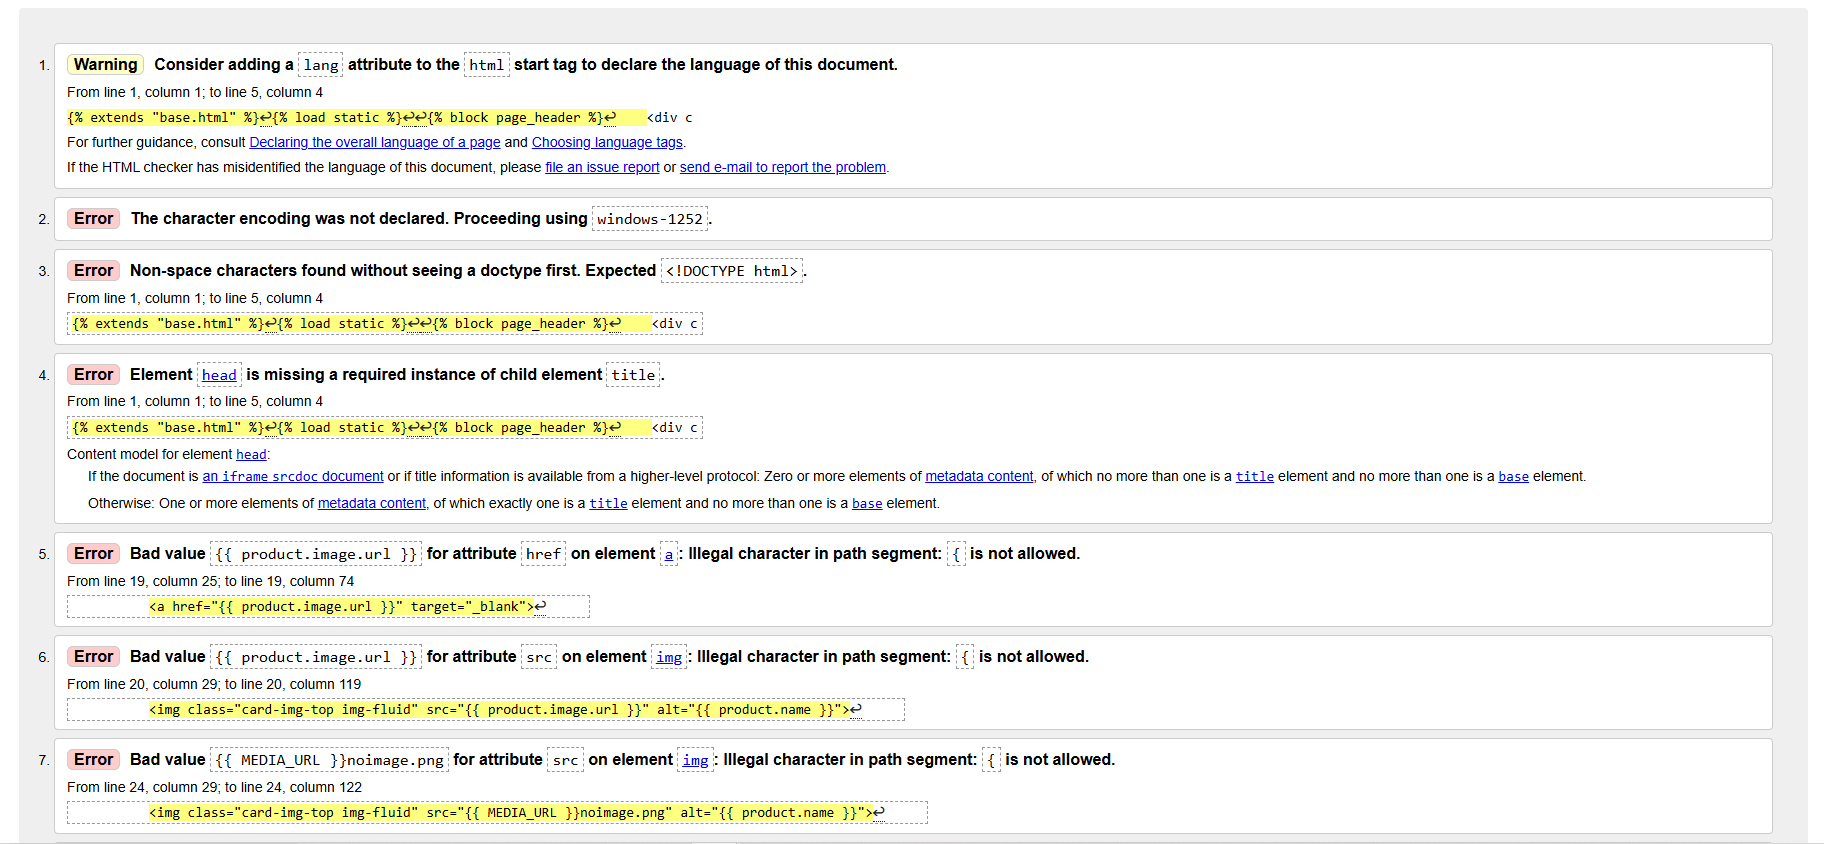 1. Warning Consider adding a lang attribute to the html start tag to declare the language of this document.
From line 1, column 1; to line 5, column 4
{% extends "base.html" %}↩{% load static %}↩↩{% block page_header %}↩    <div c
For further guidance, consult Declaring the overall language of a page and Choosing language tags.
If the HTML checker has misidentified the language of this document, please file an issue report or send e-mail to report the problem.
2. Error The character encoding was not declared. Proceeding using windows-1252.
3. Error Non-space characters found without seeing a doctype first. Expected <!DOCTYPE html>.
From line 1, column 1; to line 5, column 4
{% extends "base.html" %}↩{% load static %}↩↩{% block page_header %}↩    <div c
4. Error Element head is missing a required instance of child element title.
From line 1, column 1; to line 5, column 4
{% extends "base.html" %}↩{% load static %}↩↩{% block page_header %}↩    <div c
Content model for element head:
If the document is an iframe srcdoc document or if title information is available from a higher-level protocol: Zero or more elements of metadata content, of which no more than one is a title element and no more than one is a base element.
Otherwise: One or more elements of metadata content, of which exactly one is a title element and no more than one is a base element.
5. Error Bad value {{ product.image.url }} for attribute href on element a: Illegal character in path segment: { is not allowed.
From line 19, column 25; to line 19, column 74
<a href="{{ product.image.url }}" target="_blank">↩
6. Error Bad value {{ product.image.url }} for attribute src on element img: Illegal character in path segment: { is not allowed.
From line 20, column 29; to line 20, column 119
<img class="card-img-top img-fluid" src="{{ product.image.url }}" alt="{{ product.name }}">↩
7. Error Bad value {{ MEDIA_URL }}noimage.png for attribute src on element img: Illegal character in path segment: { is not allowed.
From line 24, column 29; to line 24, column 122
<img class="card-img-top img-fluid" src="{{ MEDIA_URL }}noimage.png" alt="{{ product.name }}">↩